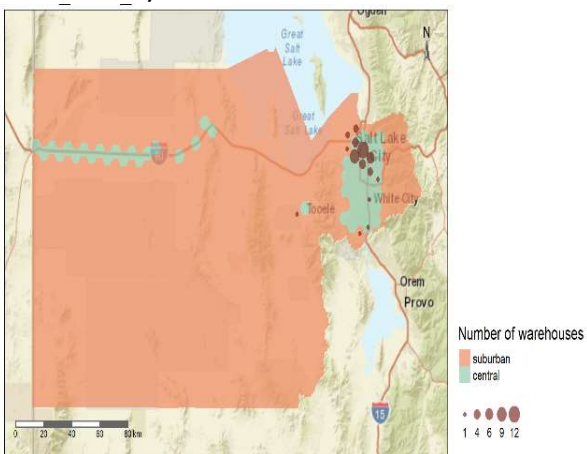 Ogden
N
Great
Salt
Lake
Great
Salt Lake
Salt Lake
City
80
Tooele
White City
Orem
Provo
15
0 20 40 60 80 km
Number of warehouses
suburban
central
1 4 6 9 12